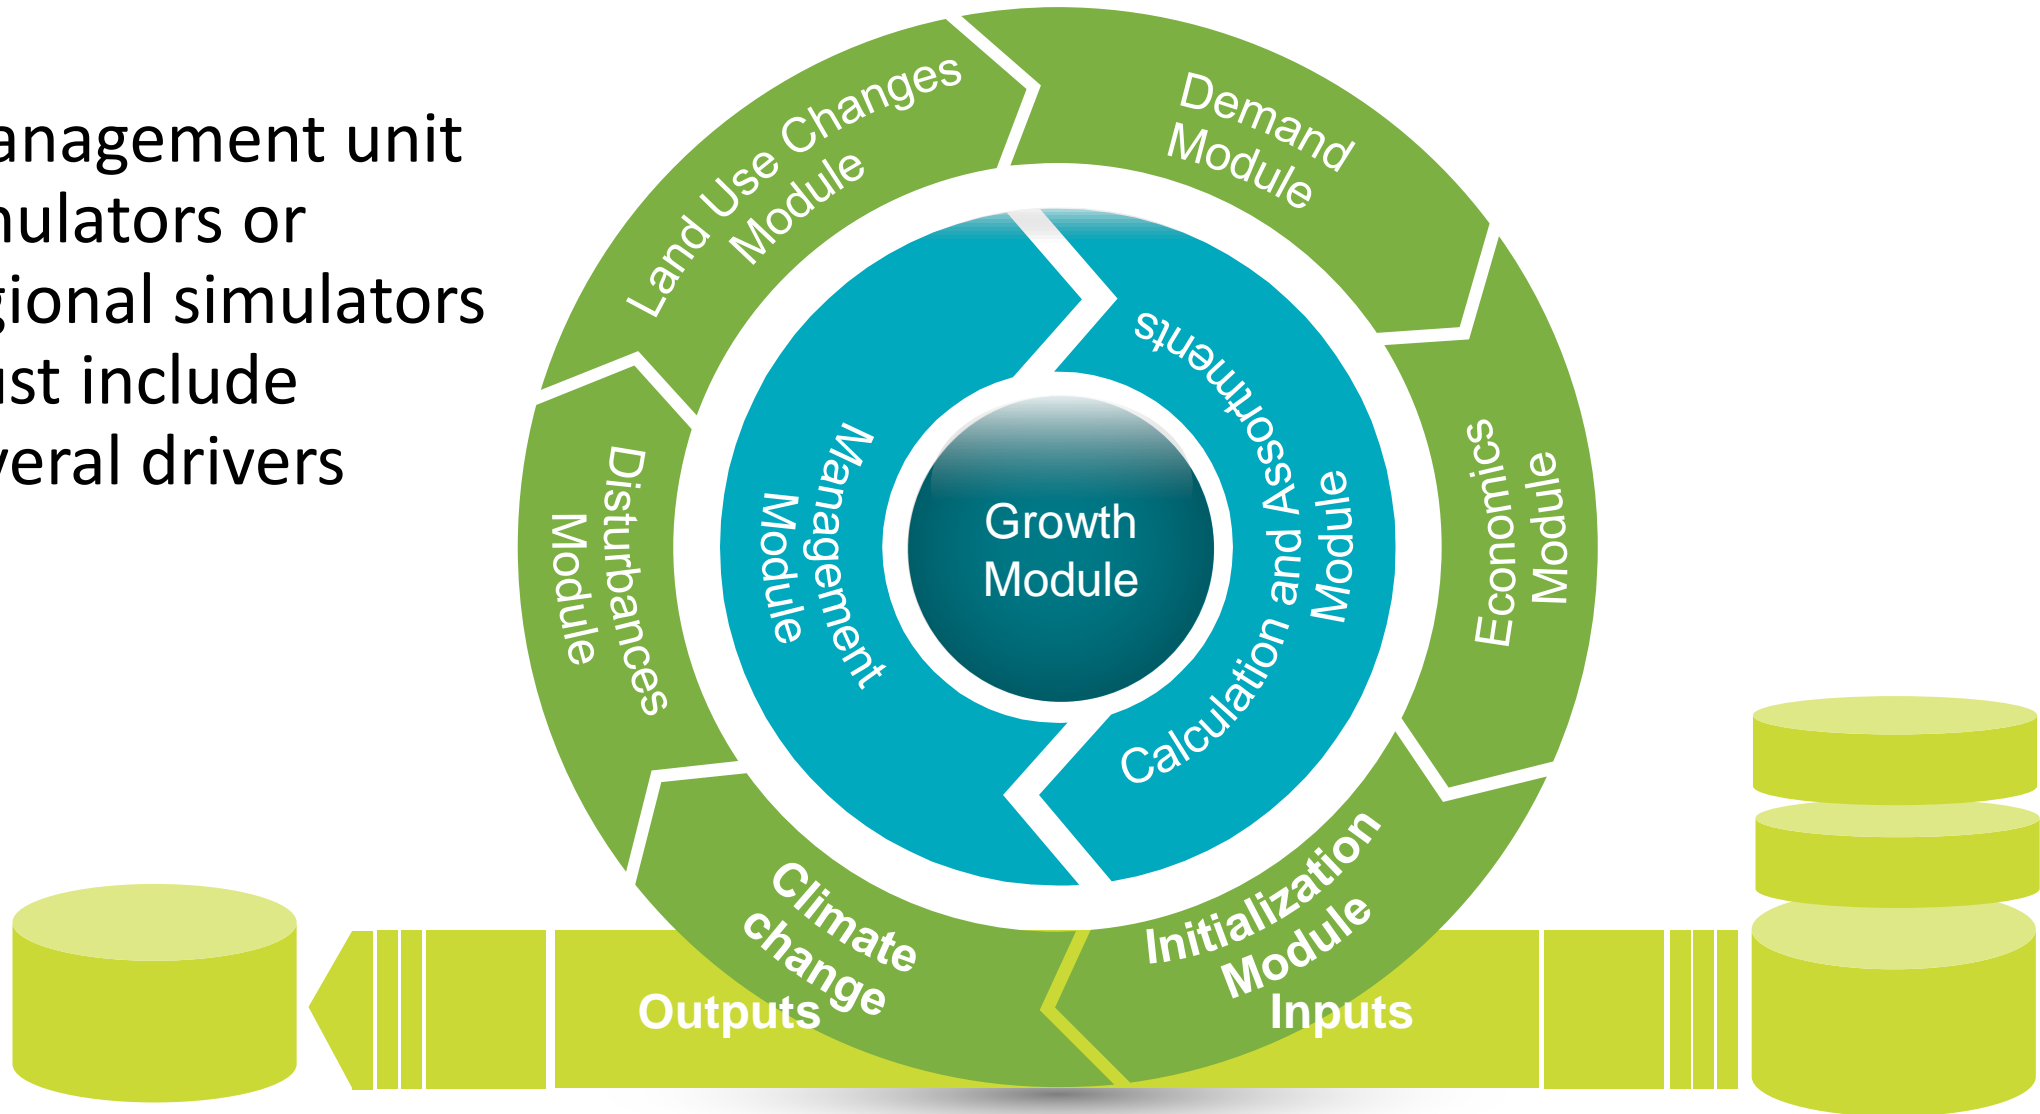 anagement unit
nulators or
gional simulators
ust include
veral drivers
Land Use Changes
Module
Demand
Module
Economics
Module
Initialization
Module
Climate
change
Disturbances
Module
Management
Module
Calculation and Assortments
Module
Growth
Module
Outputs
Inputs